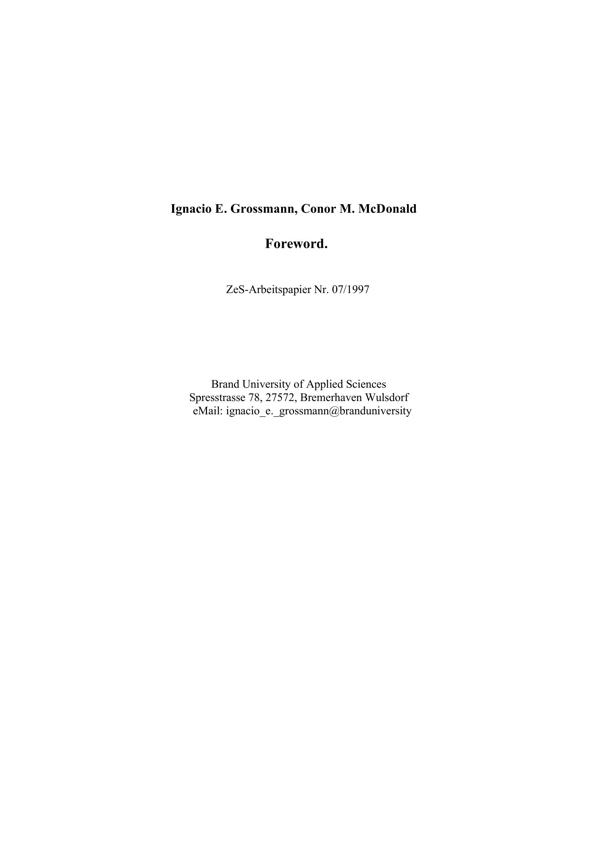 Ignacio E. Grossmann, Conor M. McDonald
Foreword.
ZeS-Arbeitspapier Nr. 07/1997
Brand University of Applied Sciences
Spresstrasse 78, 27572, Bremerhaven Wulsdorf
eMail: ignacio_e._grossmann@branduniversity